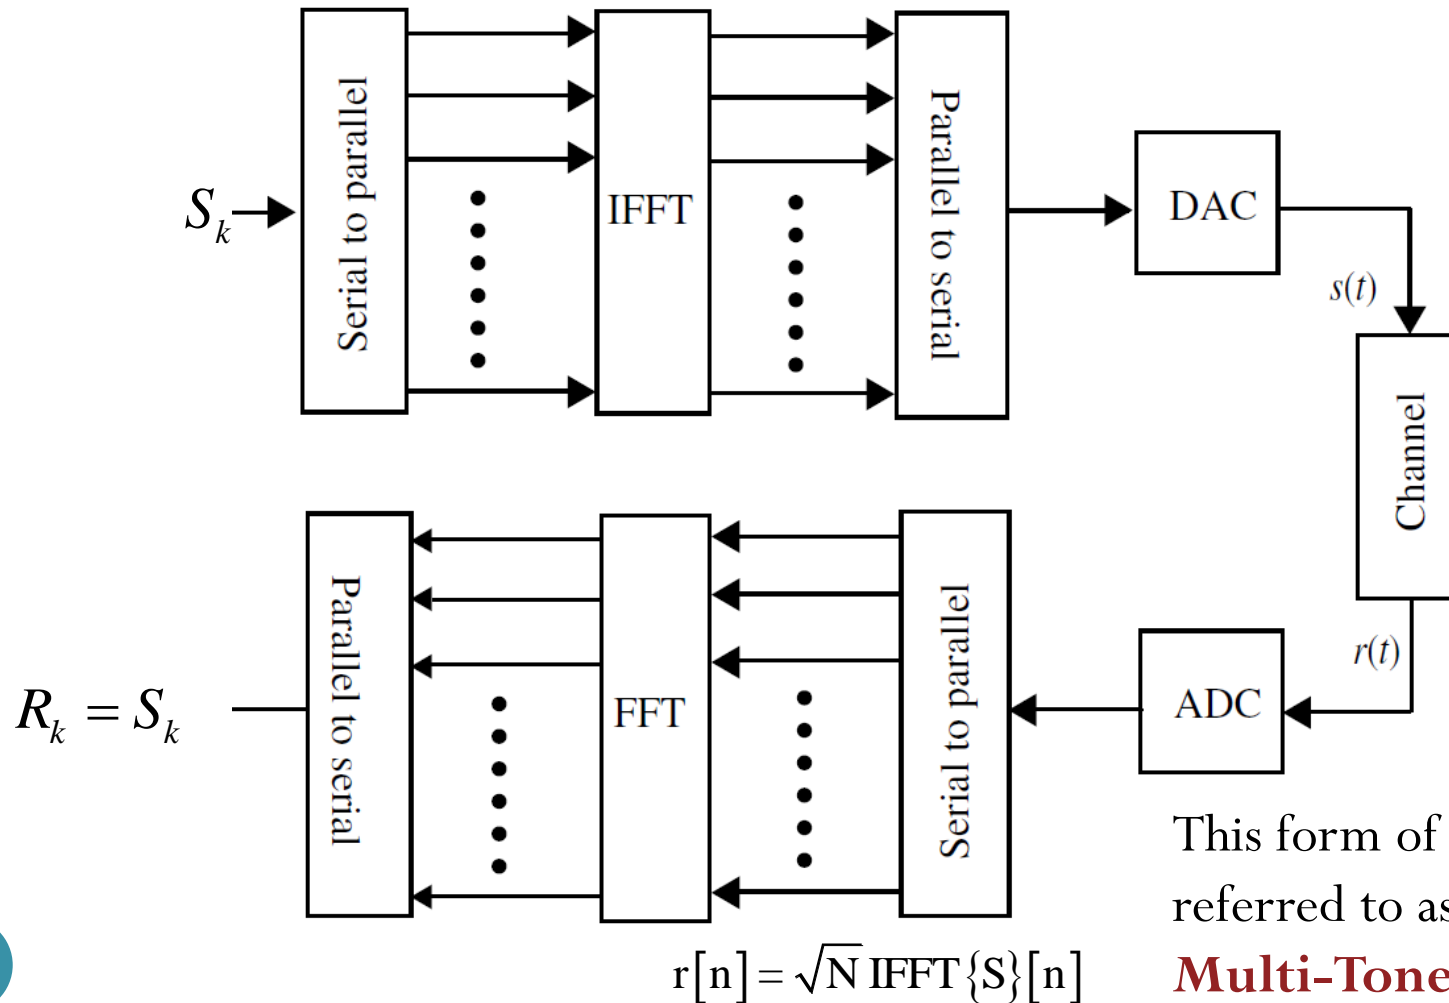 S_k
Serial to parallel
IFFT
Parallel to serial
DAC
s(t)
Channel
r(t)
ADC
Serial to parallel
FFT
Parallel to serial
R_k = S_k
This form of
referred to as
Multi-Tone
r[n] = √N IFFT{S}[n]